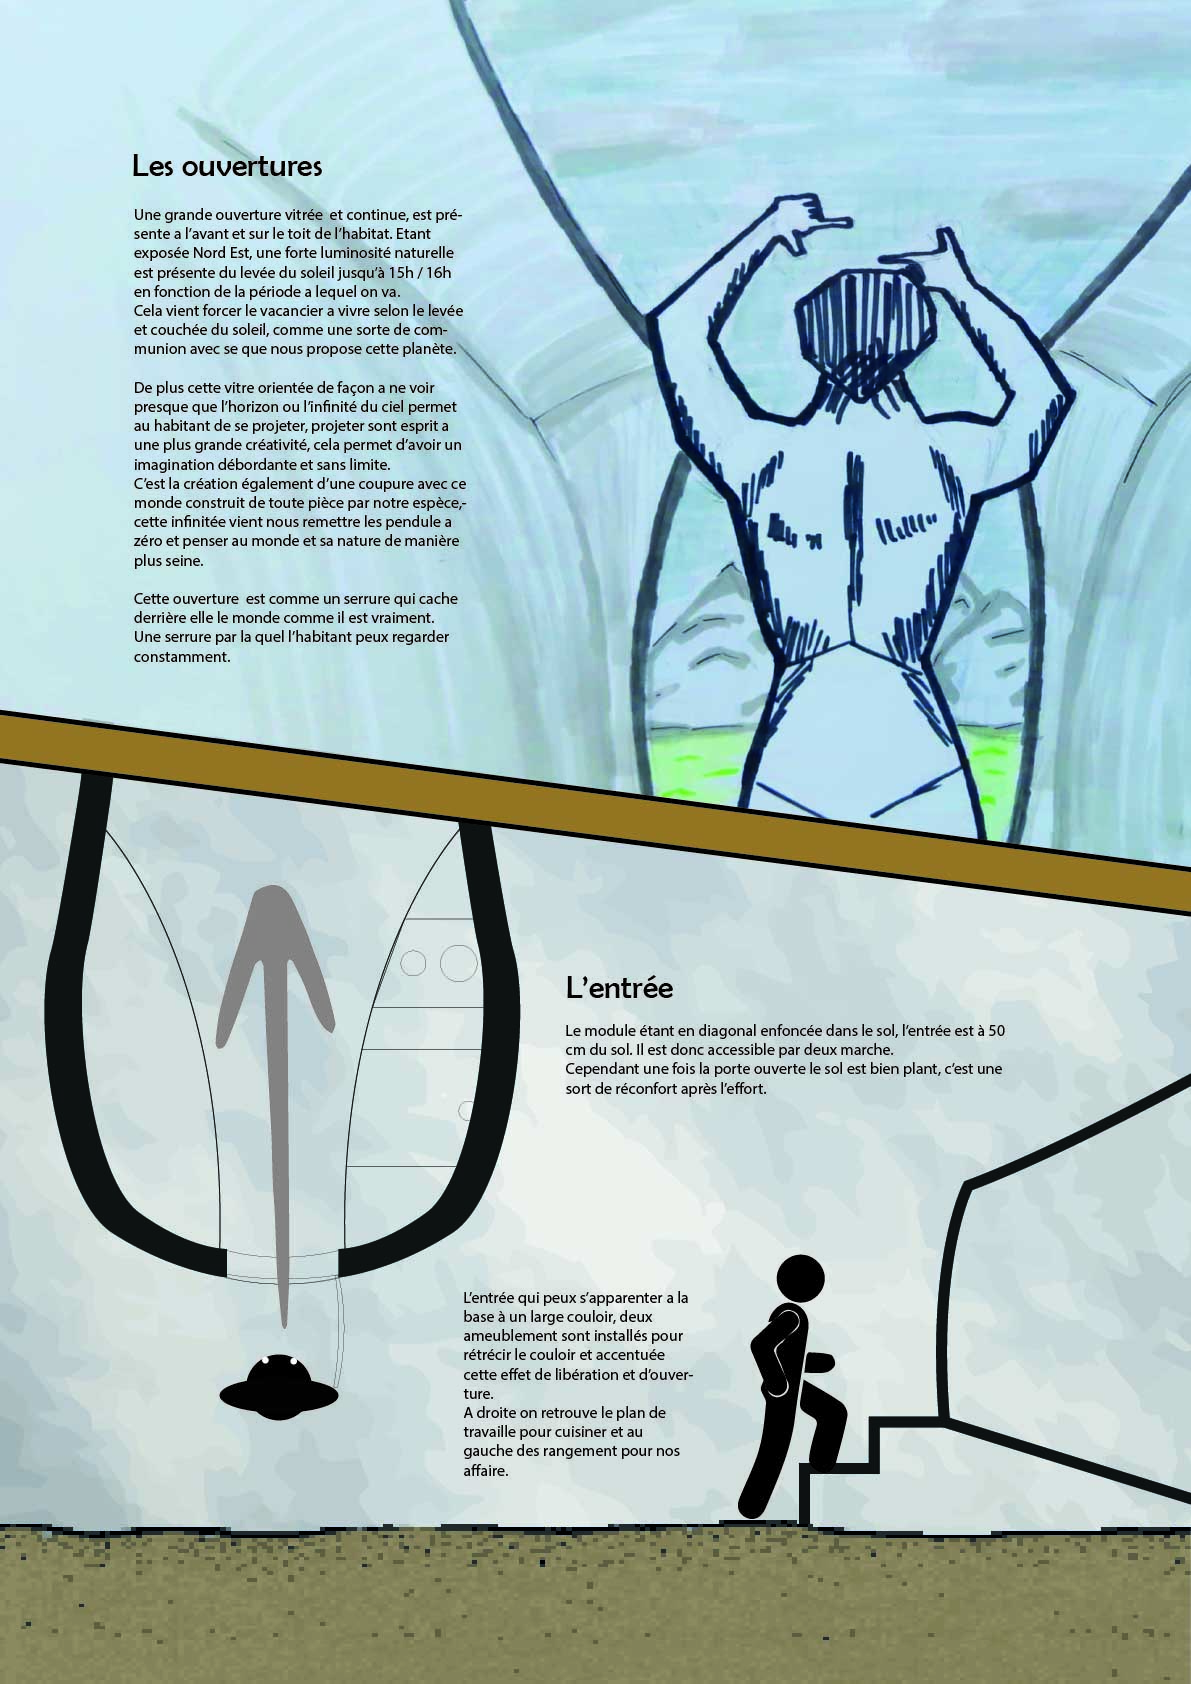 Les ouvertures
Une grande ouverture vitrée  et continue, est pré-
sente a l'avant et sur le toit de l'habitat. Etant
exposée Nord Est, une forte luminosité naturelle
est présente du levée du soleil jusqu'à 15h / 16h
en fonction de la période a lequel on va.
Cela vient forcer le vacancier a vivre selon le levée
et couchée du soleil, comme une sorte de com-
munion avec se que nous propose cette planète.
De plus cette vitre orientée de façon a ne voir
presque que l'horizon ou l'infinité du ciel permet
au habitant de se projeter, projeter sont esprit a
une plus grande créativité, cela permet d'avoir un
imagination débordante et sans limite.
C'est la création également d'une coupure avec ce
monde construit de toute pièce par notre espèce,-
cette infinitée vient nous remettre les pendule a
zéro et penser au monde et sa nature de manière
plus seine.
Cette ouverture  est comme un serrure qui cache
derrière elle le monde comme il est vraiment.
Une serrure par la quel l'habitant peux regarder
constamment.
L'entrée
Le module étant en diagonal enfoncée dans le sol, l'entrée est à 50
cm du sol. Il est donc accessible par deux marche.
Cependant une fois la porte ouverte le sol est bien plant, c'est une
sort de réconfort après l'effort.
L'entrée qui peux s'apparenter a la
base à un large couloir, deux
ameublement sont installés pour
rétrécir le couloir et accentuée
cette effet de libération et d'ouver-
ture.
A droite on retrouve le plan de
travaille pour cuisiner et au
gauche des rangement pour nos
affaire.